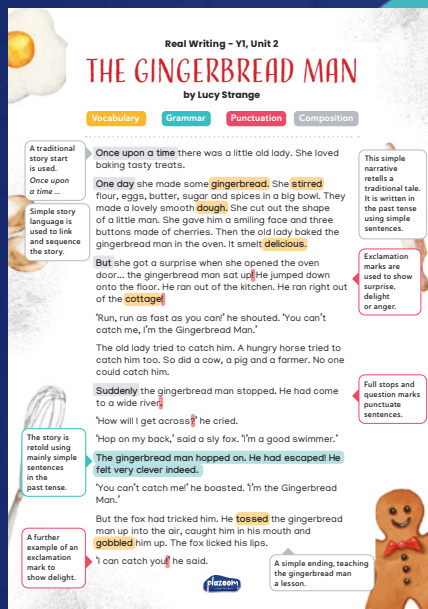 Real Writing – Y1, Unit 2
THE GINGERBREAD MAN
by Lucy Strange
Vocabulary
Grammar
Punctuation
Composition
A traditional
story start
is used.
Once upon
a time ...
Simple story
language is
used to link
and sequence
the story.
Once upon a time there was a little old lady. She loved
baking tasty treats.
One day she made some gingerbread. She stirred
flour, eggs, butter, sugar and spices in a big bowl. They
made a lovely smooth dough. She cut out the shape
of a little man. She gave him a smiling face and three
buttons made of cherries. Then the old lady baked the
gingerbread man in the oven. It smelt delicious.
This simple
narrative
retells a
traditional tale.
It is written in
the past tense
using simple
sentences.
But she got a surprise when she opened the oven
door... the gingerbread man sat up! He jumped down
onto the floor. He ran out of the kitchen. He ran right out
of the cottage!
Exclamation
marks are
used to show
surprise,
delight
or anger.
‘Run, run as fast as you can!’ he shouted. ‘You can’t
catch me, I’m the Gingerbread Man.’
The old lady tried to catch him. A hungry horse tried to
catch him too. So did a cow, a pig and a farmer. No one
could catch him.
Suddenly the gingerbread man stopped. He had come
to a wide river.
Full stops and
question marks
punctuate
sentences.
‘How will I get across?’ he cried.
‘Hop on my back,’ said a sly fox. ‘I’m a good swimmer.’
The story is
retold using
mainly simple
sentences
in the
past tense.
The gingerbread man hopped on. He had escaped! He
felt very clever indeed.
‘You can’t catch me!’ he boasted. ‘I’m the Gingerbread
Man.’
But the fox had tricked him. He tossed the gingerbread
man up into the air, caught him in his mouth and
gobbled him up. The fox licked his lips.
A further
example of an
exclamation
mark to
show delight.
‘I can catch you!’ he said.
A simple ending, teaching
the gingerbread man
a lesson.
plazoom